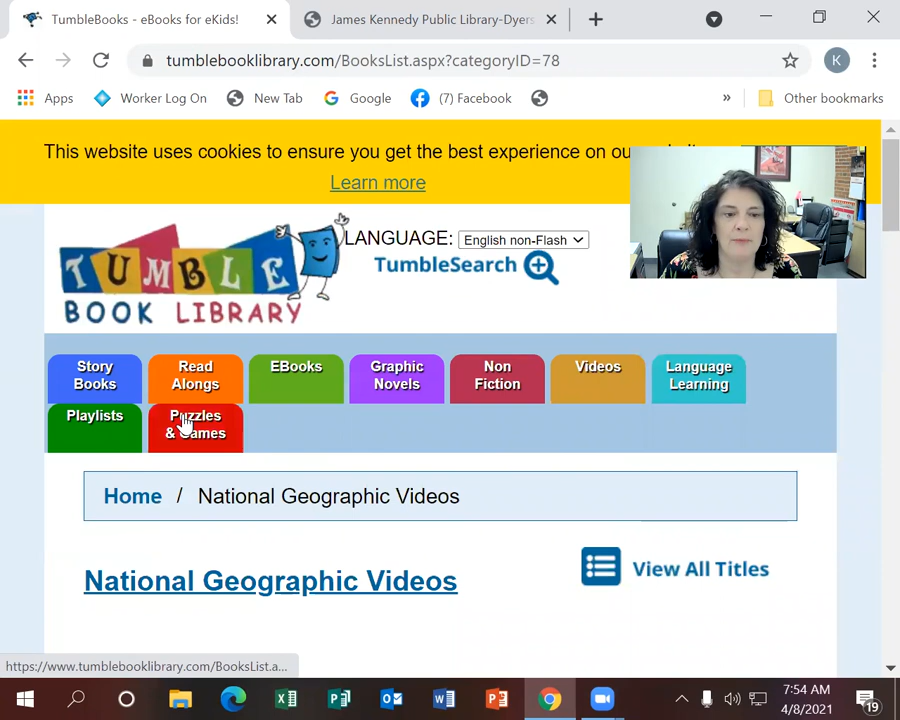 TumbleBooks - eBooks for eKids!
James Kennedy Public Library-Dyers
tumblebooklibrary.com/BooksList.aspx?categoryID=78
K
Apps
Worker Log On
New Tab
Google
(7) Facebook
»
Other bookmarks
This website uses cookies to ensure you get the best experience on our
Learn more
TUMBLE
BOOK LIBRARY
LANGUAGE: English non-Flash
TumbleSearch
Story
Books
Read
Alongs
EBooks
Graphic
Novels
Non
Fiction
Videos
Language
Learning
Playlists
Puzzles
& Games
Home / National Geographic Videos
National Geographic Videos
View All Titles
https://www.tumblebooklibrary.com/BooksList.a...
7:54 AM
4/8/2021
19